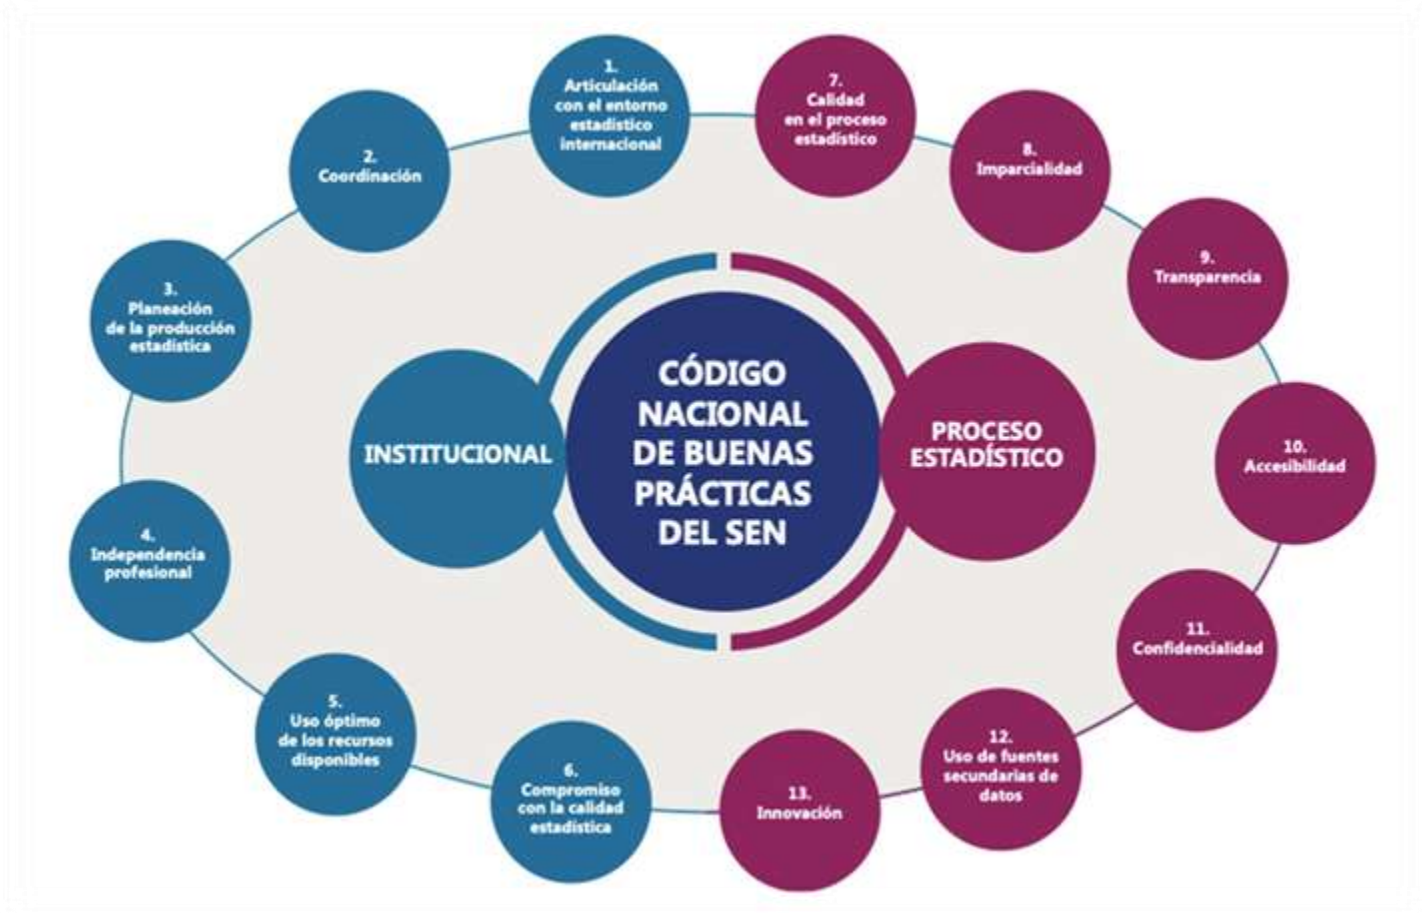 1.
Articulación
con el entorno
estadístico
internacional
2.
Coordinación
3.
Planeación
de la producción
estadística
4.
Independencia
profesional
5.
Uso óptimo
de los recursos
disponibles
6.
Compromiso
con la calidad
estadística
7.
Calidad
en el proceso
estadístico
8.
Imparcialidad
9.
Transparencia
10.
Accesibilidad
11.
Confidencialidad
12.
Uso de fuentes
secundarias de
datos
13.
Innovación
INSTITUCIONAL
CÓDIGO
NACIONAL
DE BUENAS
PRÁCTICAS
DEL SEN
PROCESO
ESTADÍSTICO